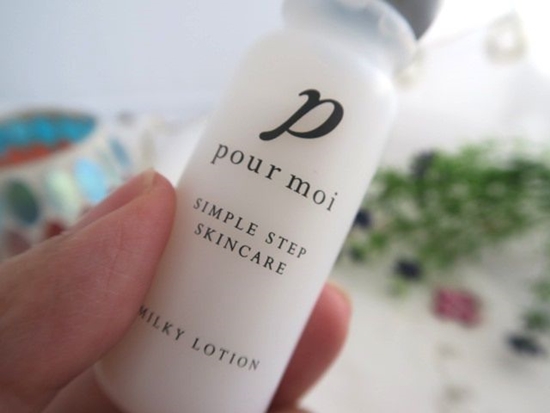 p
pour moi
SIMPLE STEP
SKINCARE
MILKY LOTION